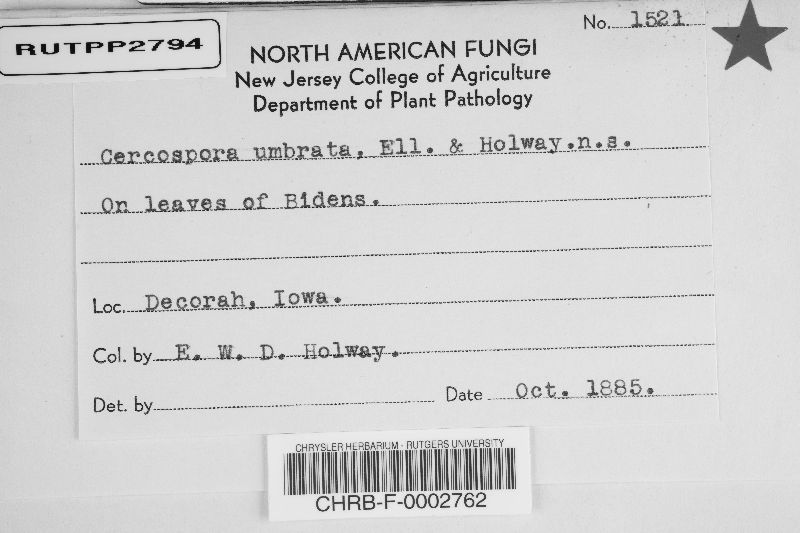 RUTPP2794
No. 1521
NORTH AMERICAN FUNGI
New Jersey College of Agriculture
Department of Plant Pathology
Cercospora umbrata, Ell. & Holway.n.s.
On leaves of Bidens.
Loc. Decorah, Iowa.
Col. by E. W. D. Holway.
Det. by
Date Oct. 1885.
CHRYSLER HERBARIUM - RUTGERS UNIVERSITY
CHRB-F-0002762